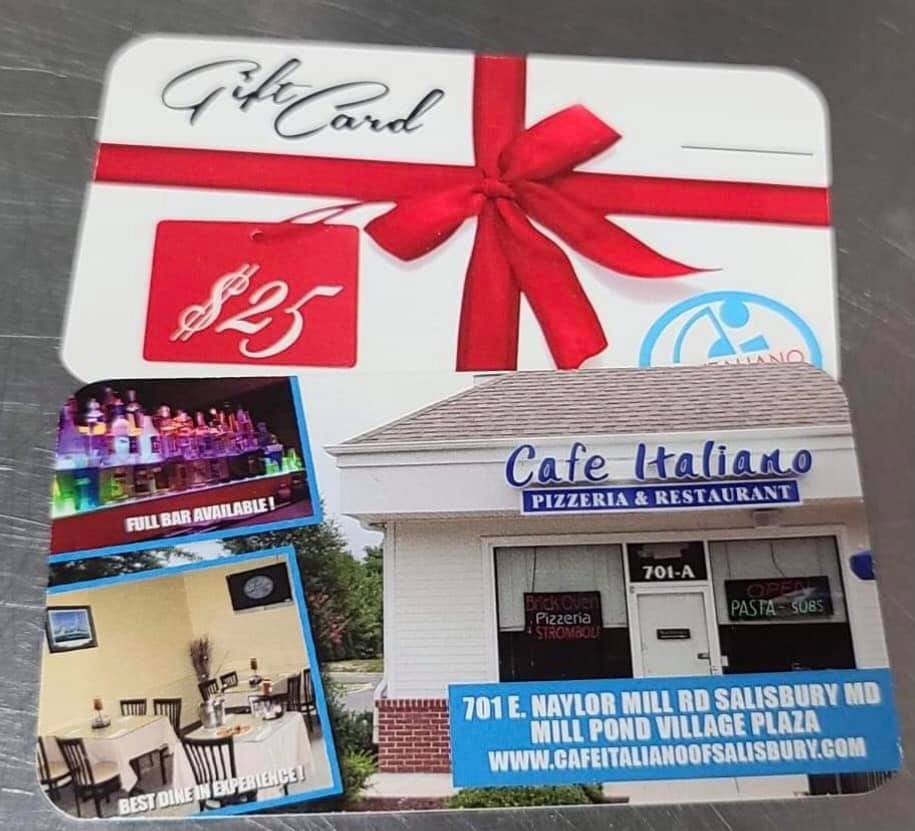 Gift Card
$25
Cafe Italiano
PIZZERIA & RESTAURANT
FULL BAR AVAILABLE !
701-A
Brick Oven
Pizzeria
STROMBOLI
OPEN
PASTA - SUBS
701 E. NAYLOR MILL RD SALISBURY MD
MILL POND VILLAGE PLAZA
WWW.CAFEITALIANOOFSALISBURY.COM
BEST DINE IN EXPERIENCE !